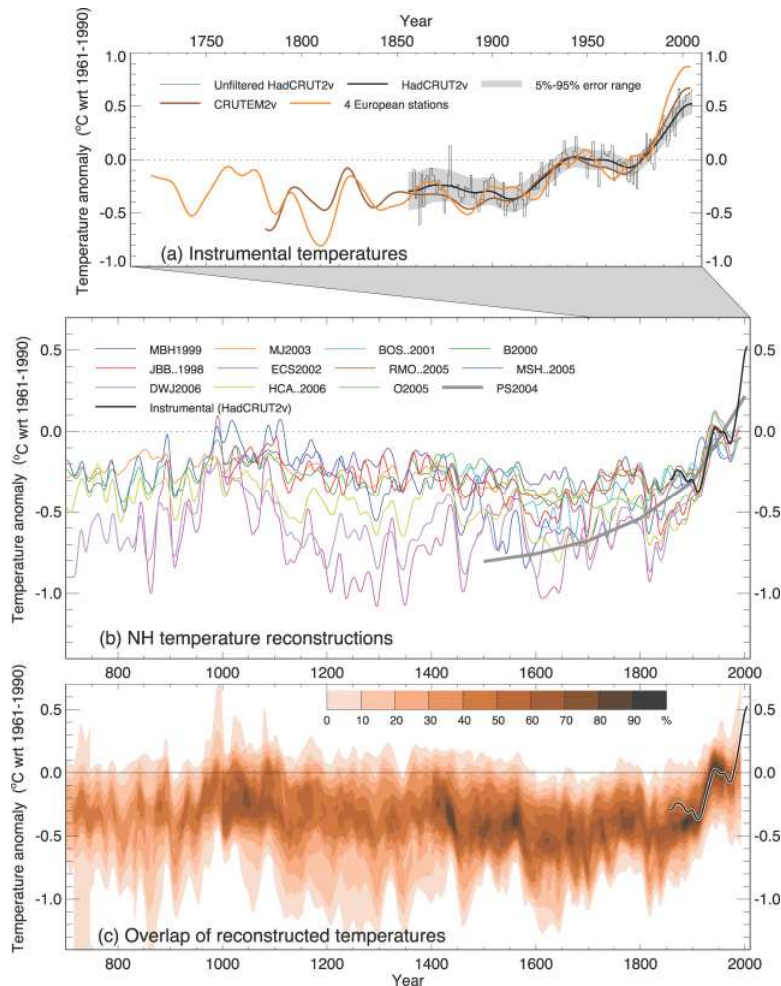 Year
1750 1800 1850 1900 1950 2000
1.0 1.0
Unfiltered HadCRUT2v HadCRUT2v 5%-95% error range
CRUTEM2v 4 European stations
0.5 0.5
0.0 0.0
-0.5 -0.5
-1.0 -1.0
Temperature anomaly (°C wrt 1961-1990)
(a) Instrumental temperatures
MBH1999 MJ2003 BOS..2001 B2000
JBB..1998 ECS2002 RMO..2005 MSH..2005
DWJ2006 HCA..2006 O2005 PS2004
Instrumental (HadCRUT2v)
0.5 0.5
0.0 0.0
-0.5 -0.5
-1.0 -1.0
Temperature anomaly (°C wrt 1961-1990)
(b) NH temperature reconstructions
800 1000 1200 1400 1600 1800 2000
0 10 20 30 40 50 60 70 80 90 %
0.5 0.5
0.0 0.0
-0.5 -0.5
-1.0 -1.0
Temperature anomaly (°C wrt 1961-1990)
(c) Overlap of reconstructed temperatures
800 1000 1200 1400 1600 1800 2000
Year